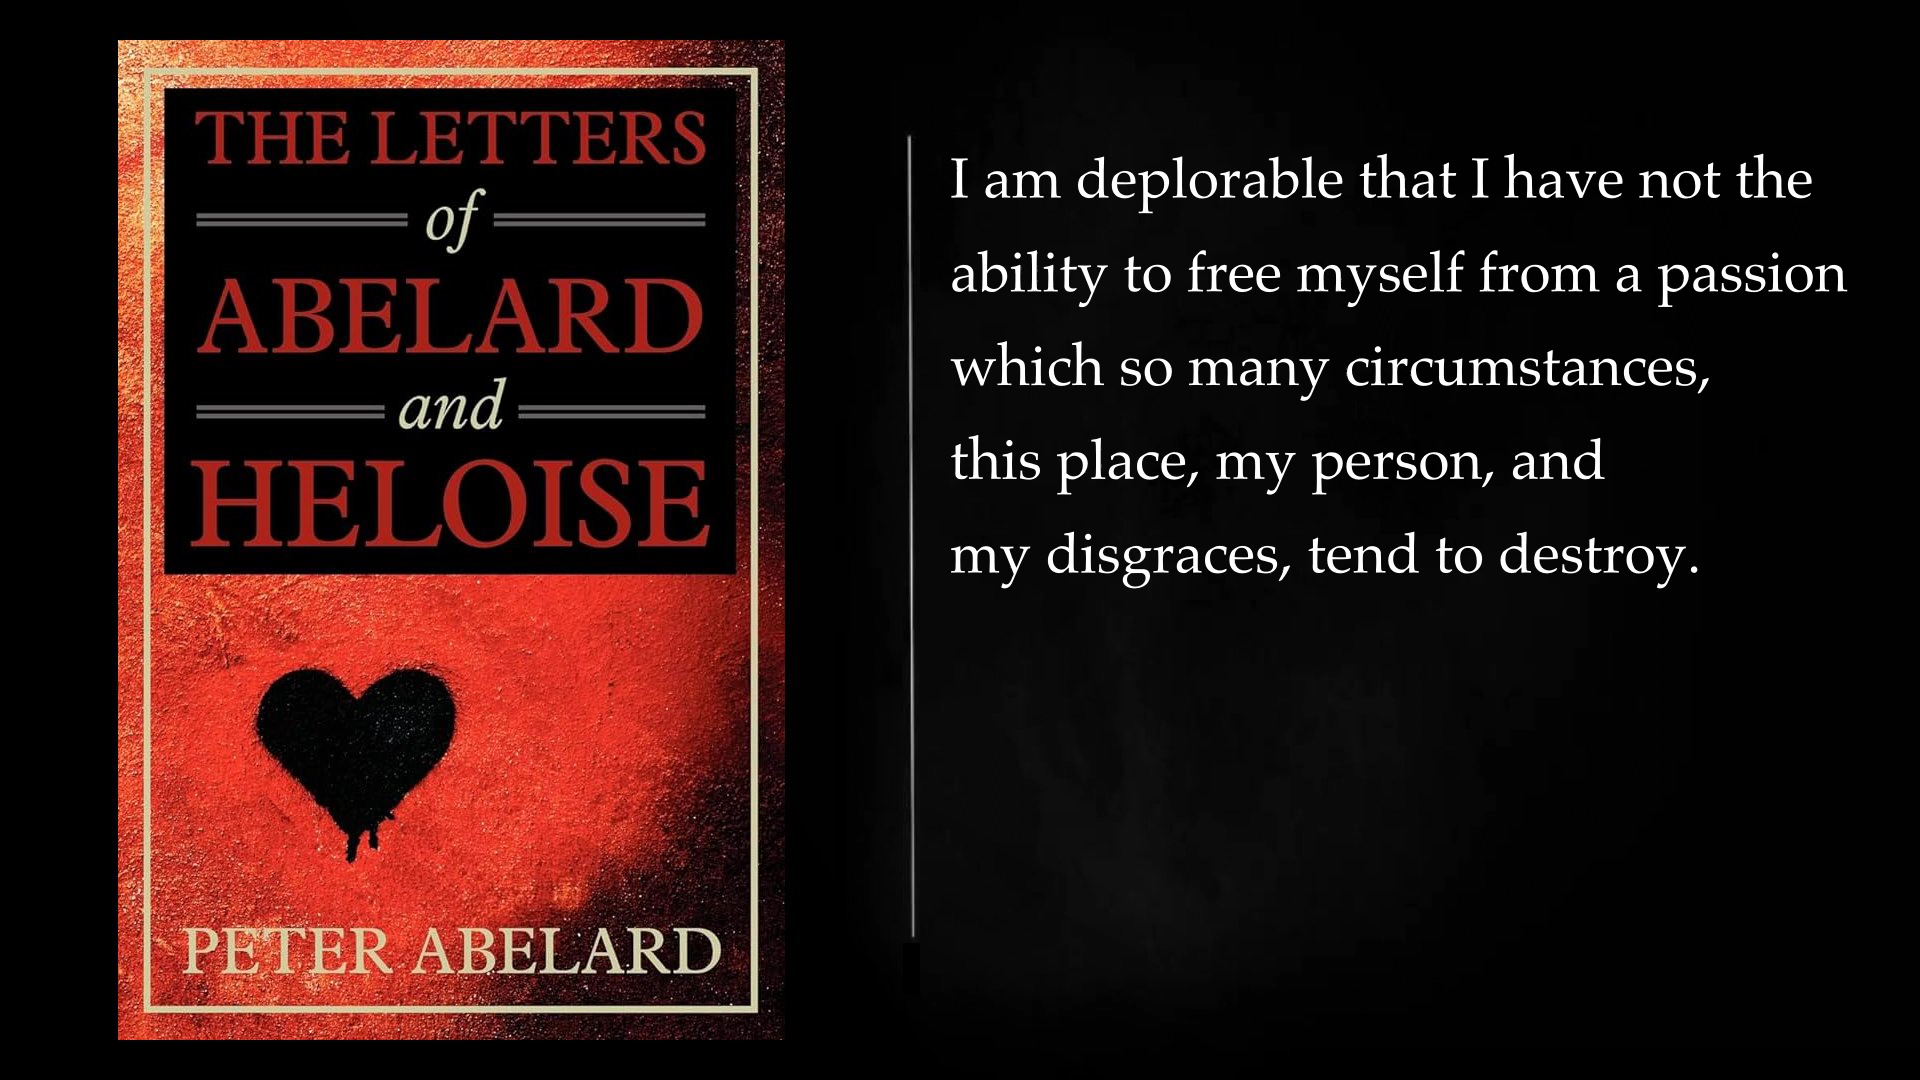 THE LETTERS
of
ABELARD
and
HELOISE
PETER ABELARD
I am deplorable that I have not the
ability to free myself from a passion
which so many circumstances,
this place, my person, and
my disgraces, tend to destroy.